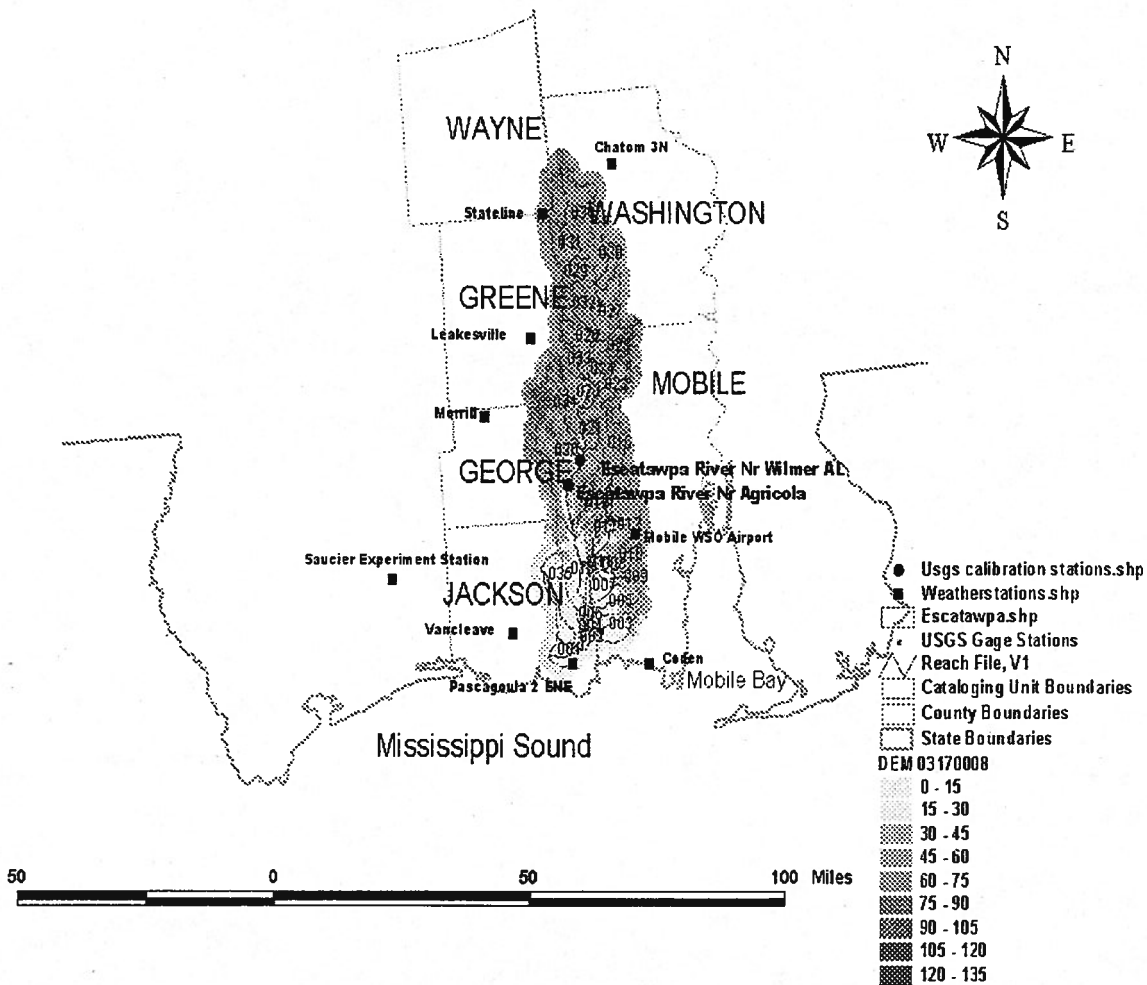 N
W
E
S
WAYNE
Chatom 3N
Stateline
WASHINGTON
GREENE
Leakesville
MOBILE
Merrill
GEORGE
Escatawpa River Nr Wilmer AL
Escatawpa River Nr Agricola
Mobile WSO Airport
Saucier Experiment Station
JACKSON
Vancleave
Coden
Pascagoula 2 ENE
Mobile Bay
Mississippi Sound
Usgs calibration stations.shp
Weatherstations.shp
Escatawpa.shp
USGS Gage Stations
Reach File, V1
Cataloging Unit Boundaries
County Boundaries
State Boundaries
DEM 03170008
0 - 15
15 - 30
30 - 45
45 - 60
60 - 75
75 - 90
90 - 105
105 - 120
120 - 135
50 0 50 100 Miles